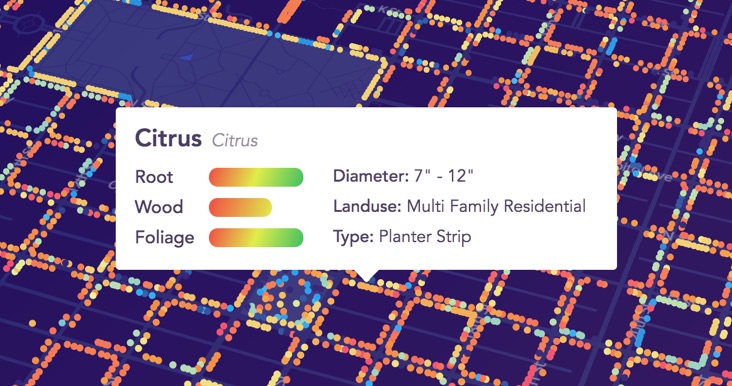 Citrus Citrus
Root
Wood
Foliage
Diameter: 7" - 12"
Landuse: Multi Family Residential
Type: Planter Strip